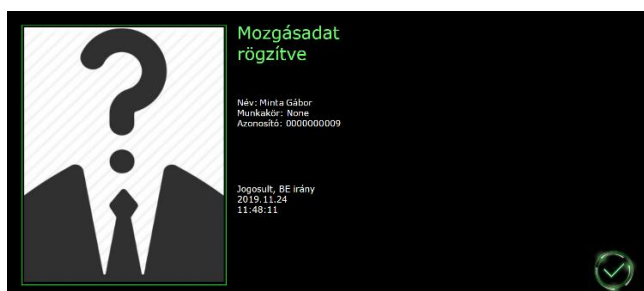 Mozgásadat
rögzítve
Név: Minta Gábor
Munkakör: None
Azonosító: 0000000009
Jogosult, BE irány
2019.11.24
11:48:11